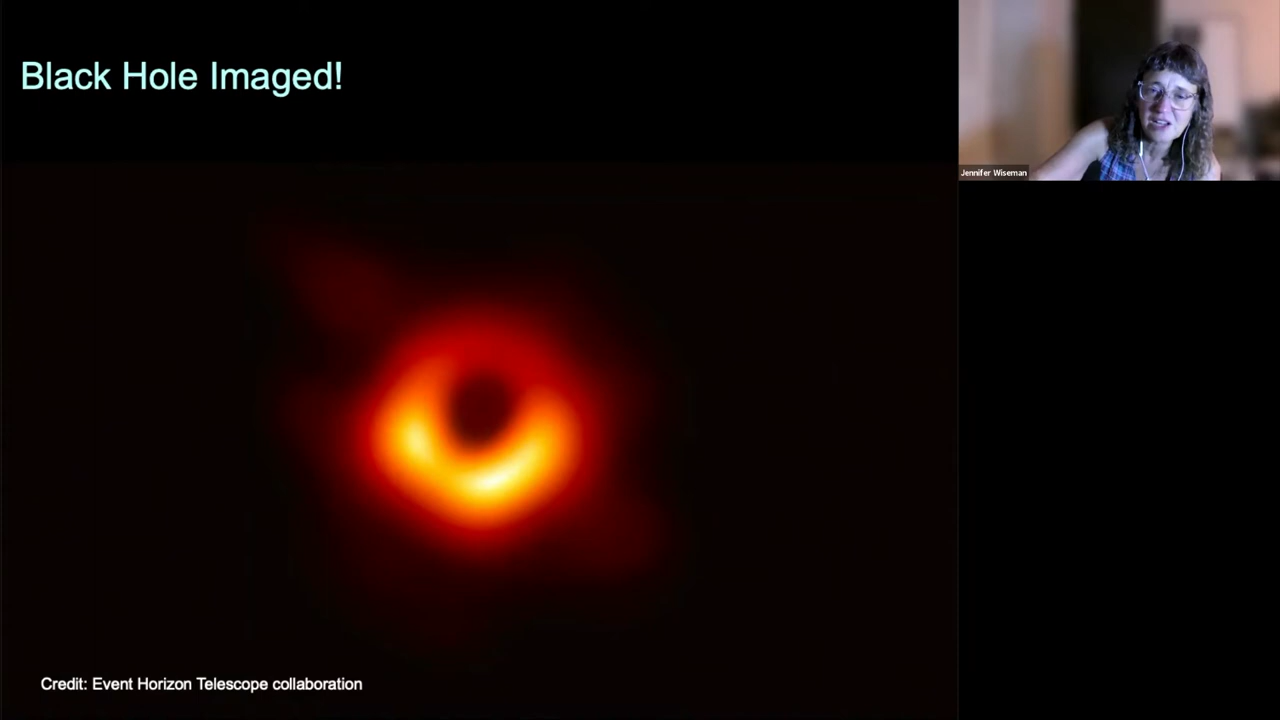 Black Hole Imaged!
Jennifer Wiseman
Credit: Event Horizon Telescope collaboration